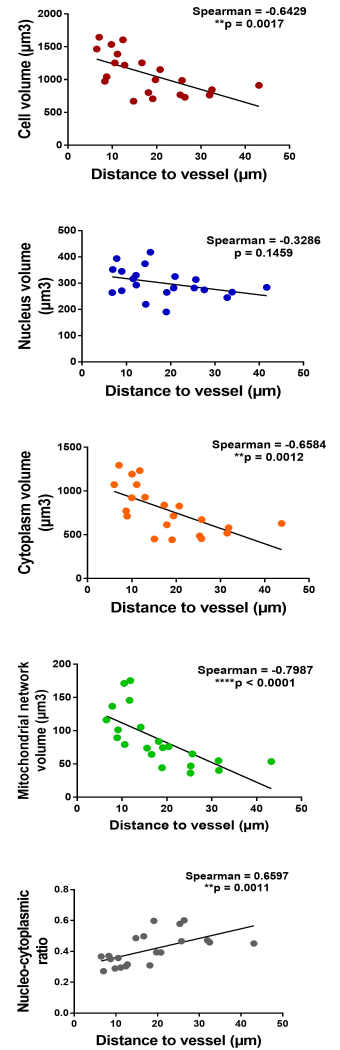 Spearman = -0.6429
**p = 0.0017
Cell volume (µm3)
2000
1500
1000
500
0
0 10 20 30 40 50
Distance to vessel (µm)
Spearman = -0.3286
p = 0.1459
Nucleus volume
(µm3)
500
400
300
200
100
0
0 10 20 30 40 50
Distance to vessel (µm)
Spearman = -0.6584
**p = 0.0012
Cytoplasm volume
(µm3)
1500
1000
500
0
0 10 20 30 40 50
Distance to vessel (µm)
Spearman = -0.7987
****p < 0.0001
Mitochondrial network
volume (µm3)
200
150
100
50
0
0 10 20 30 40 50
Distance to vessel (µm)
Spearman = 0.6597
**p = 0.0011
Nucleo-cytoplasmic
ratio
0.8
0.6
0.4
0.2
0.0
0 10 20 30 40 50
Distance to vessel (µm)